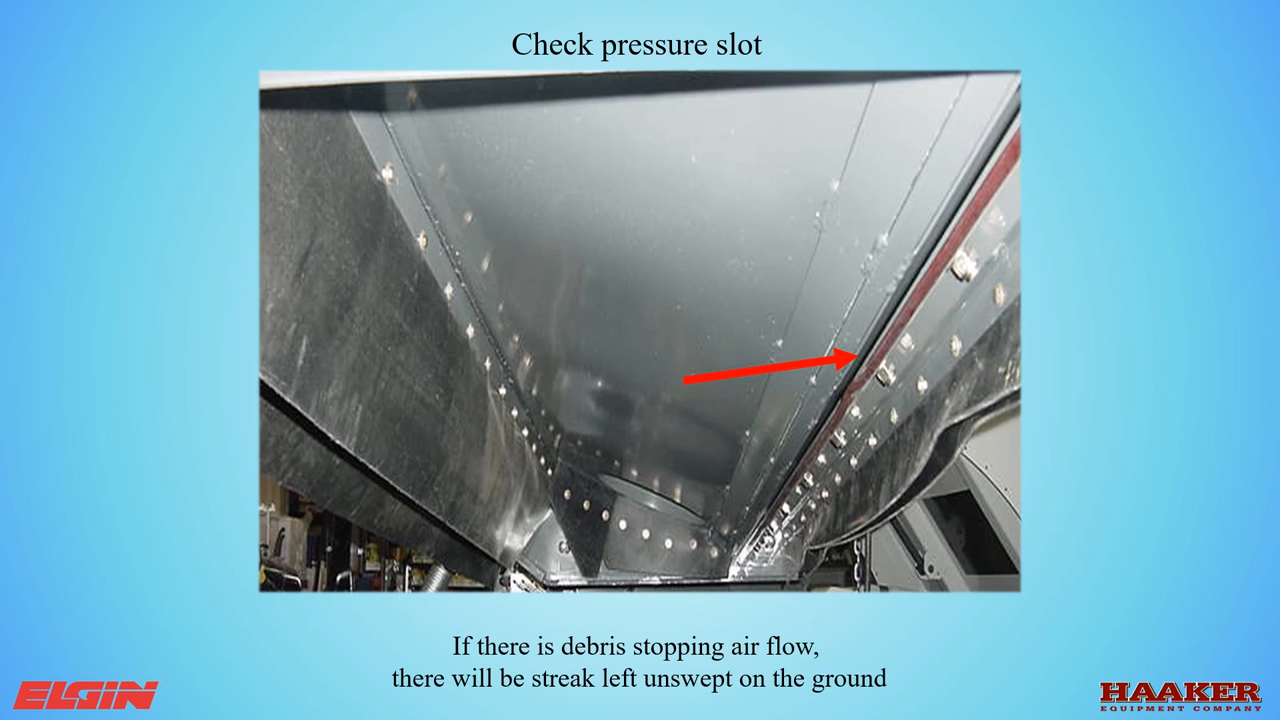 Check pressure slot
If there is debris stopping air flow,
there will be streak left unswept on the ground
ELGIN
HAAKER
EQUIPMENT COMPANY